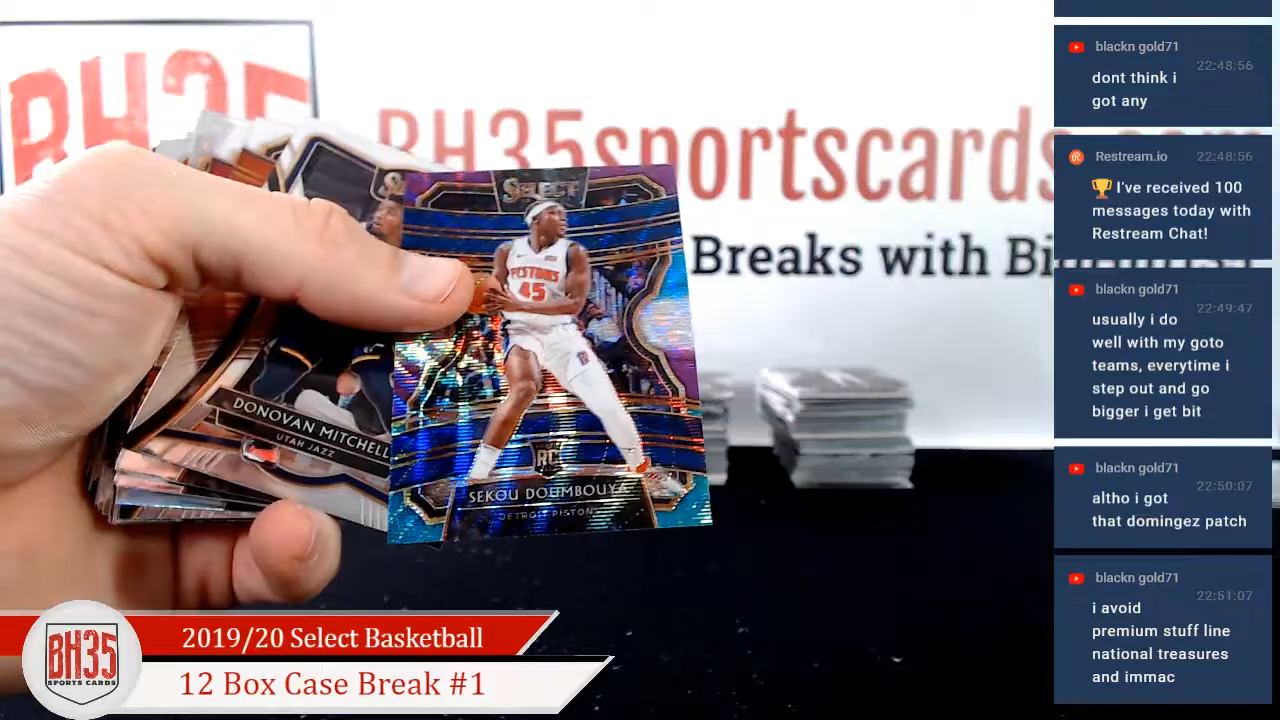 BH35
BH35sportscards.com
Breaks with Bi
SELECT
PISTONS
45
RC
SEKOU DOUMBOUYA
DETROIT PISTONS
DONOVAN MITCHELL
UTAH JAZZ
2019/20 Select Basketball
12 Box Case Break #1
BH35
SPORTS CARDS
blackn gold71
22:48:56
dont think i
got any
Restream.io 22:48:56
🏆 I've received 100
messages today with
Restream Chat!
blackn gold71
22:49:47
usually i do
well with my goto
teams, everytime i
step out and go
bigger i get bit
blackn gold71
22:50:07
altho i got
that domingez patch
blackn gold71
22:51:07
i avoid
premium stuff line
national treasures
and immac